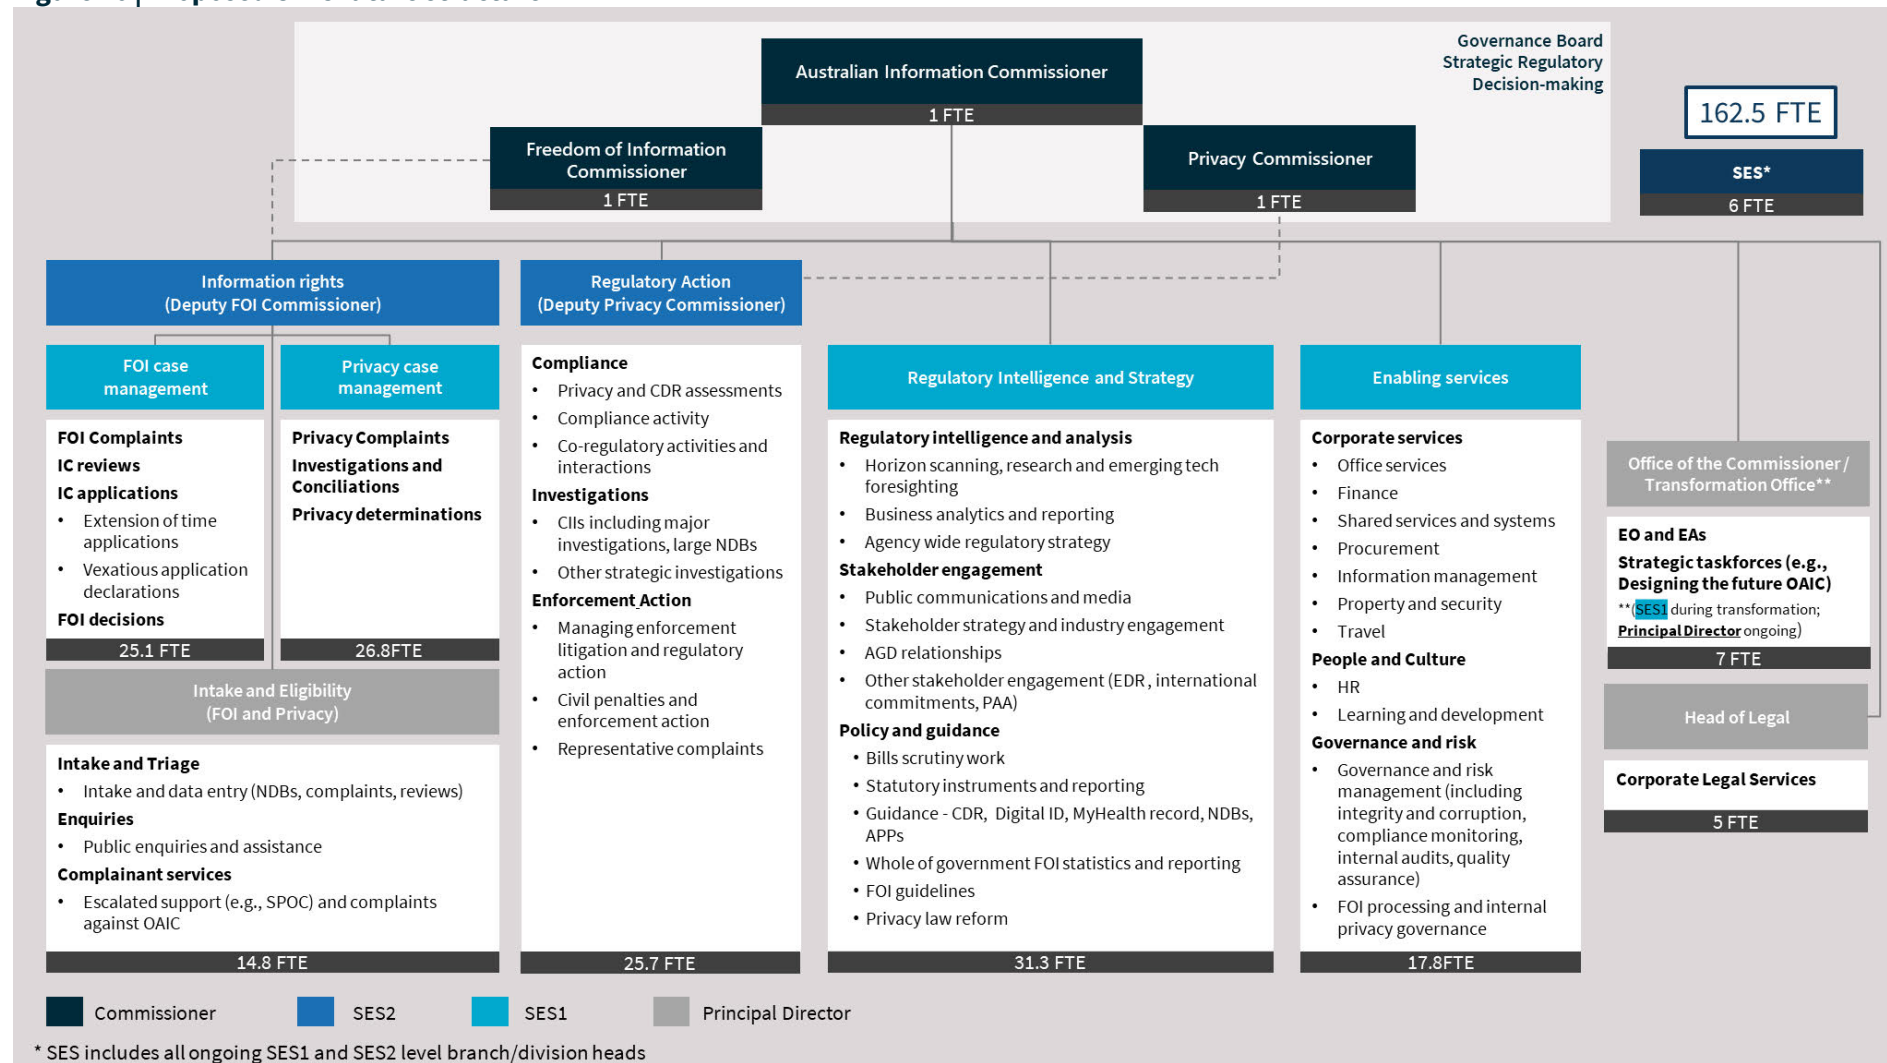 Australian Information Commissioner
1 FTE
Governance Board
Strategic Regulatory
Decision-making
162.5 FTE
SES*
6 FTE
Freedom of Information
Commissioner
1 FTE
Privacy Commissioner
1 FTE
Information rights
(Deputy FOI Commissioner)
FOI case
management
FOI Complaints
IC reviews
IC applications
• Extension of time
applications
• Vexatious application
declarations
FOI decisions
25.1 FTE
Privacy case
management
Privacy Complaints
Investigations and
Conciliations
Privacy determinations
26.8FTE
Intake and Eligibility
(FOI and Privacy)
Intake and Triage
• Intake and data entry (NDBs, complaints, reviews)
Enquiries
• Public enquiries and assistance
Complainant services
• Escalated support (e.g., SPOC) and complaints
against OAIC
14.8 FTE
Regulatory Action
(Deputy Privacy Commissioner)
Compliance
• Privacy and CDR assessments
• Compliance activity
• Co-regulatory activities and
interactions
Investigations
• CIIs including major
investigations, large NDBs
• Other strategic investigations
Enforcement Action
• Managing enforcement
litigation and regulatory
action
• Civil penalties and
enforcement action
• Representative complaints
25.7 FTE
Regulatory Intelligence and Strategy
Regulatory intelligence and analysis
• Horizon scanning, research and emerging tech
foresighting
• Business analytics and reporting
• Agency wide regulatory strategy
Stakeholder engagement
• Public communications and media
• Stakeholder strategy and industry engagement
• AGD relationships
• Other stakeholder engagement (EDR , international
commitments, PAA)
Policy and guidance
• Bills scrutiny work
• Statutory instruments and reporting
• Guidance - CDR, Digital ID, MyHealth record, NDBs,
APPs
• Whole of government FOI statistics and reporting
• FOI guidelines
• Privacy law reform
31.3 FTE
Enabling services
Corporate services
• Office services
• Finance
• Shared services and systems
• Procurement
• Information management
• Property and security
• Travel
People and Culture
• HR
• Learning and development
Governance and risk
• Governance and risk
management (including
integrity and corruption,
compliance monitoring,
internal audits, quality
assurance)
• FOI processing and internal
privacy governance
17.8FTE
Office of the Commissioner /
Transformation Office**
EO and EAs
Strategic taskforces (e.g.,
Designing the future OAIC)
**(SES1 during transformation;
Principal Director ongoing)
7 FTE
Head of Legal
Corporate Legal Services
5 FTE
Commissioner
SES2
SES1
Principal Director
* SES includes all ongoing SES1 and SES2 level branch/division heads